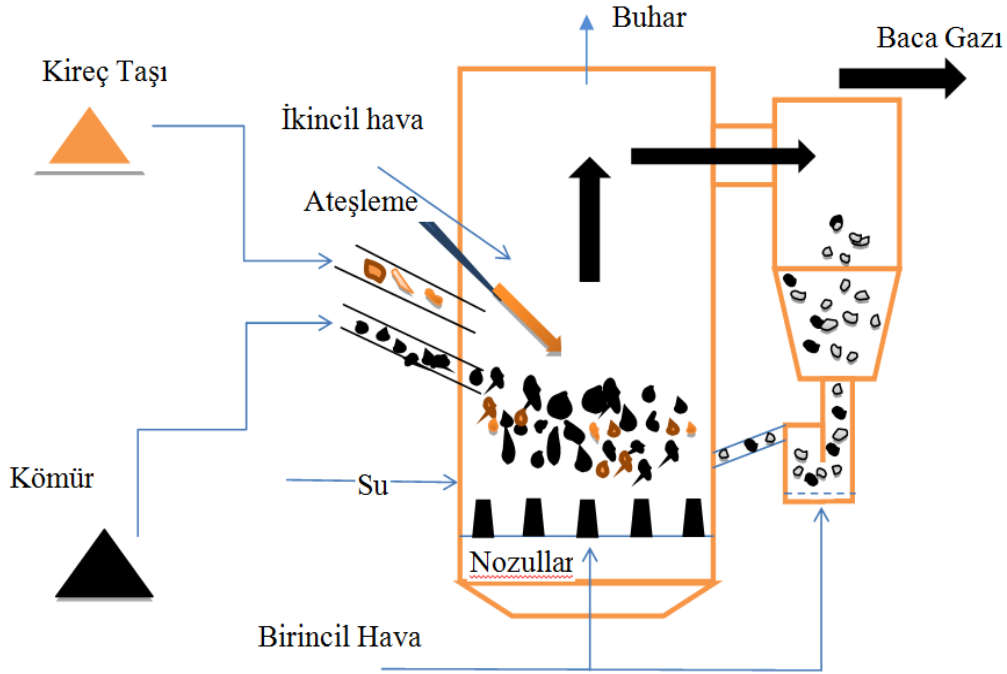 Buhar
Baca Gazı
Kireç Taşı
İkincil hava
Ateşleme
Kömür
Su
Nozullar
Birincil Hava